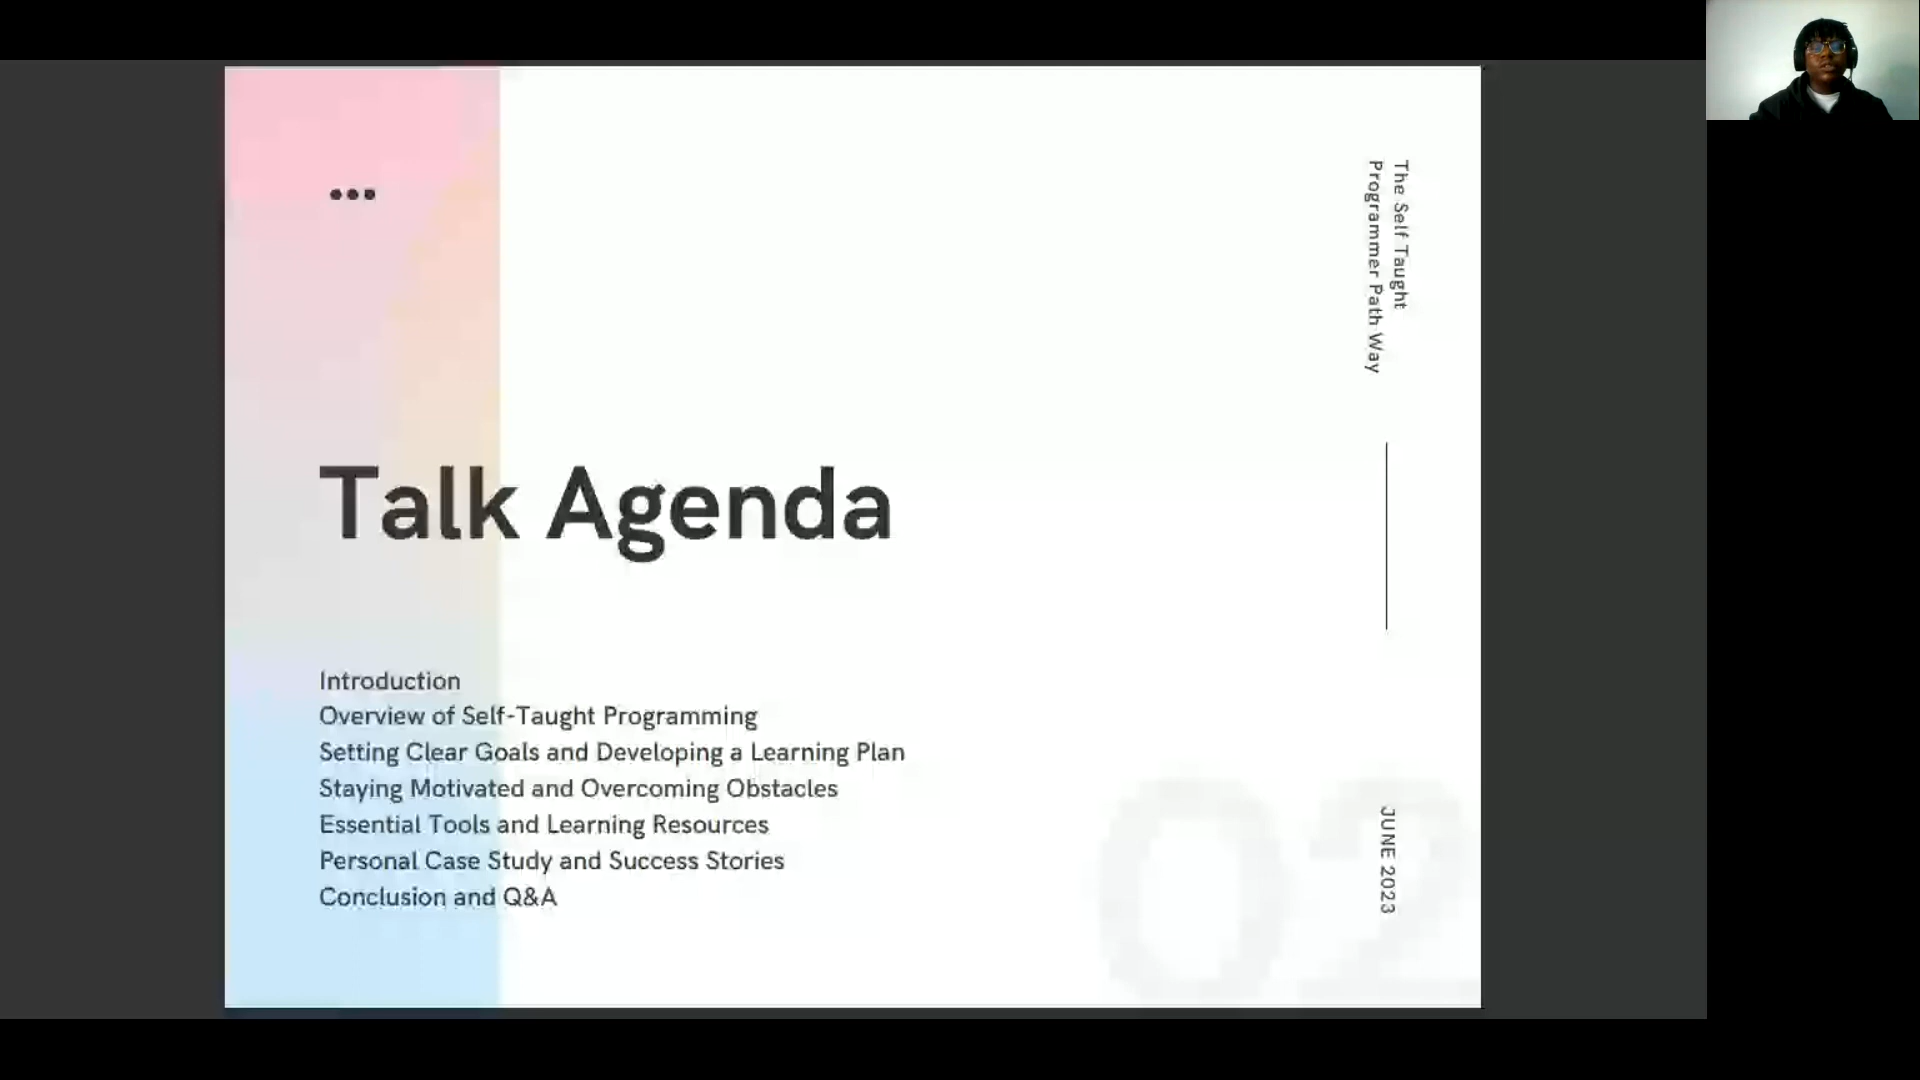 The Self Taught
Programmer Path Way
Talk Agenda
Introduction
Overview of Self-Taught Programming
Setting Clear Goals and Developing a Learning Plan
Staying Motivated and Overcoming Obstacles
Essential Tools and Learning Resources
Personal Case Study and Success Stories
Conclusion and Q&A
JUNE 2023
02